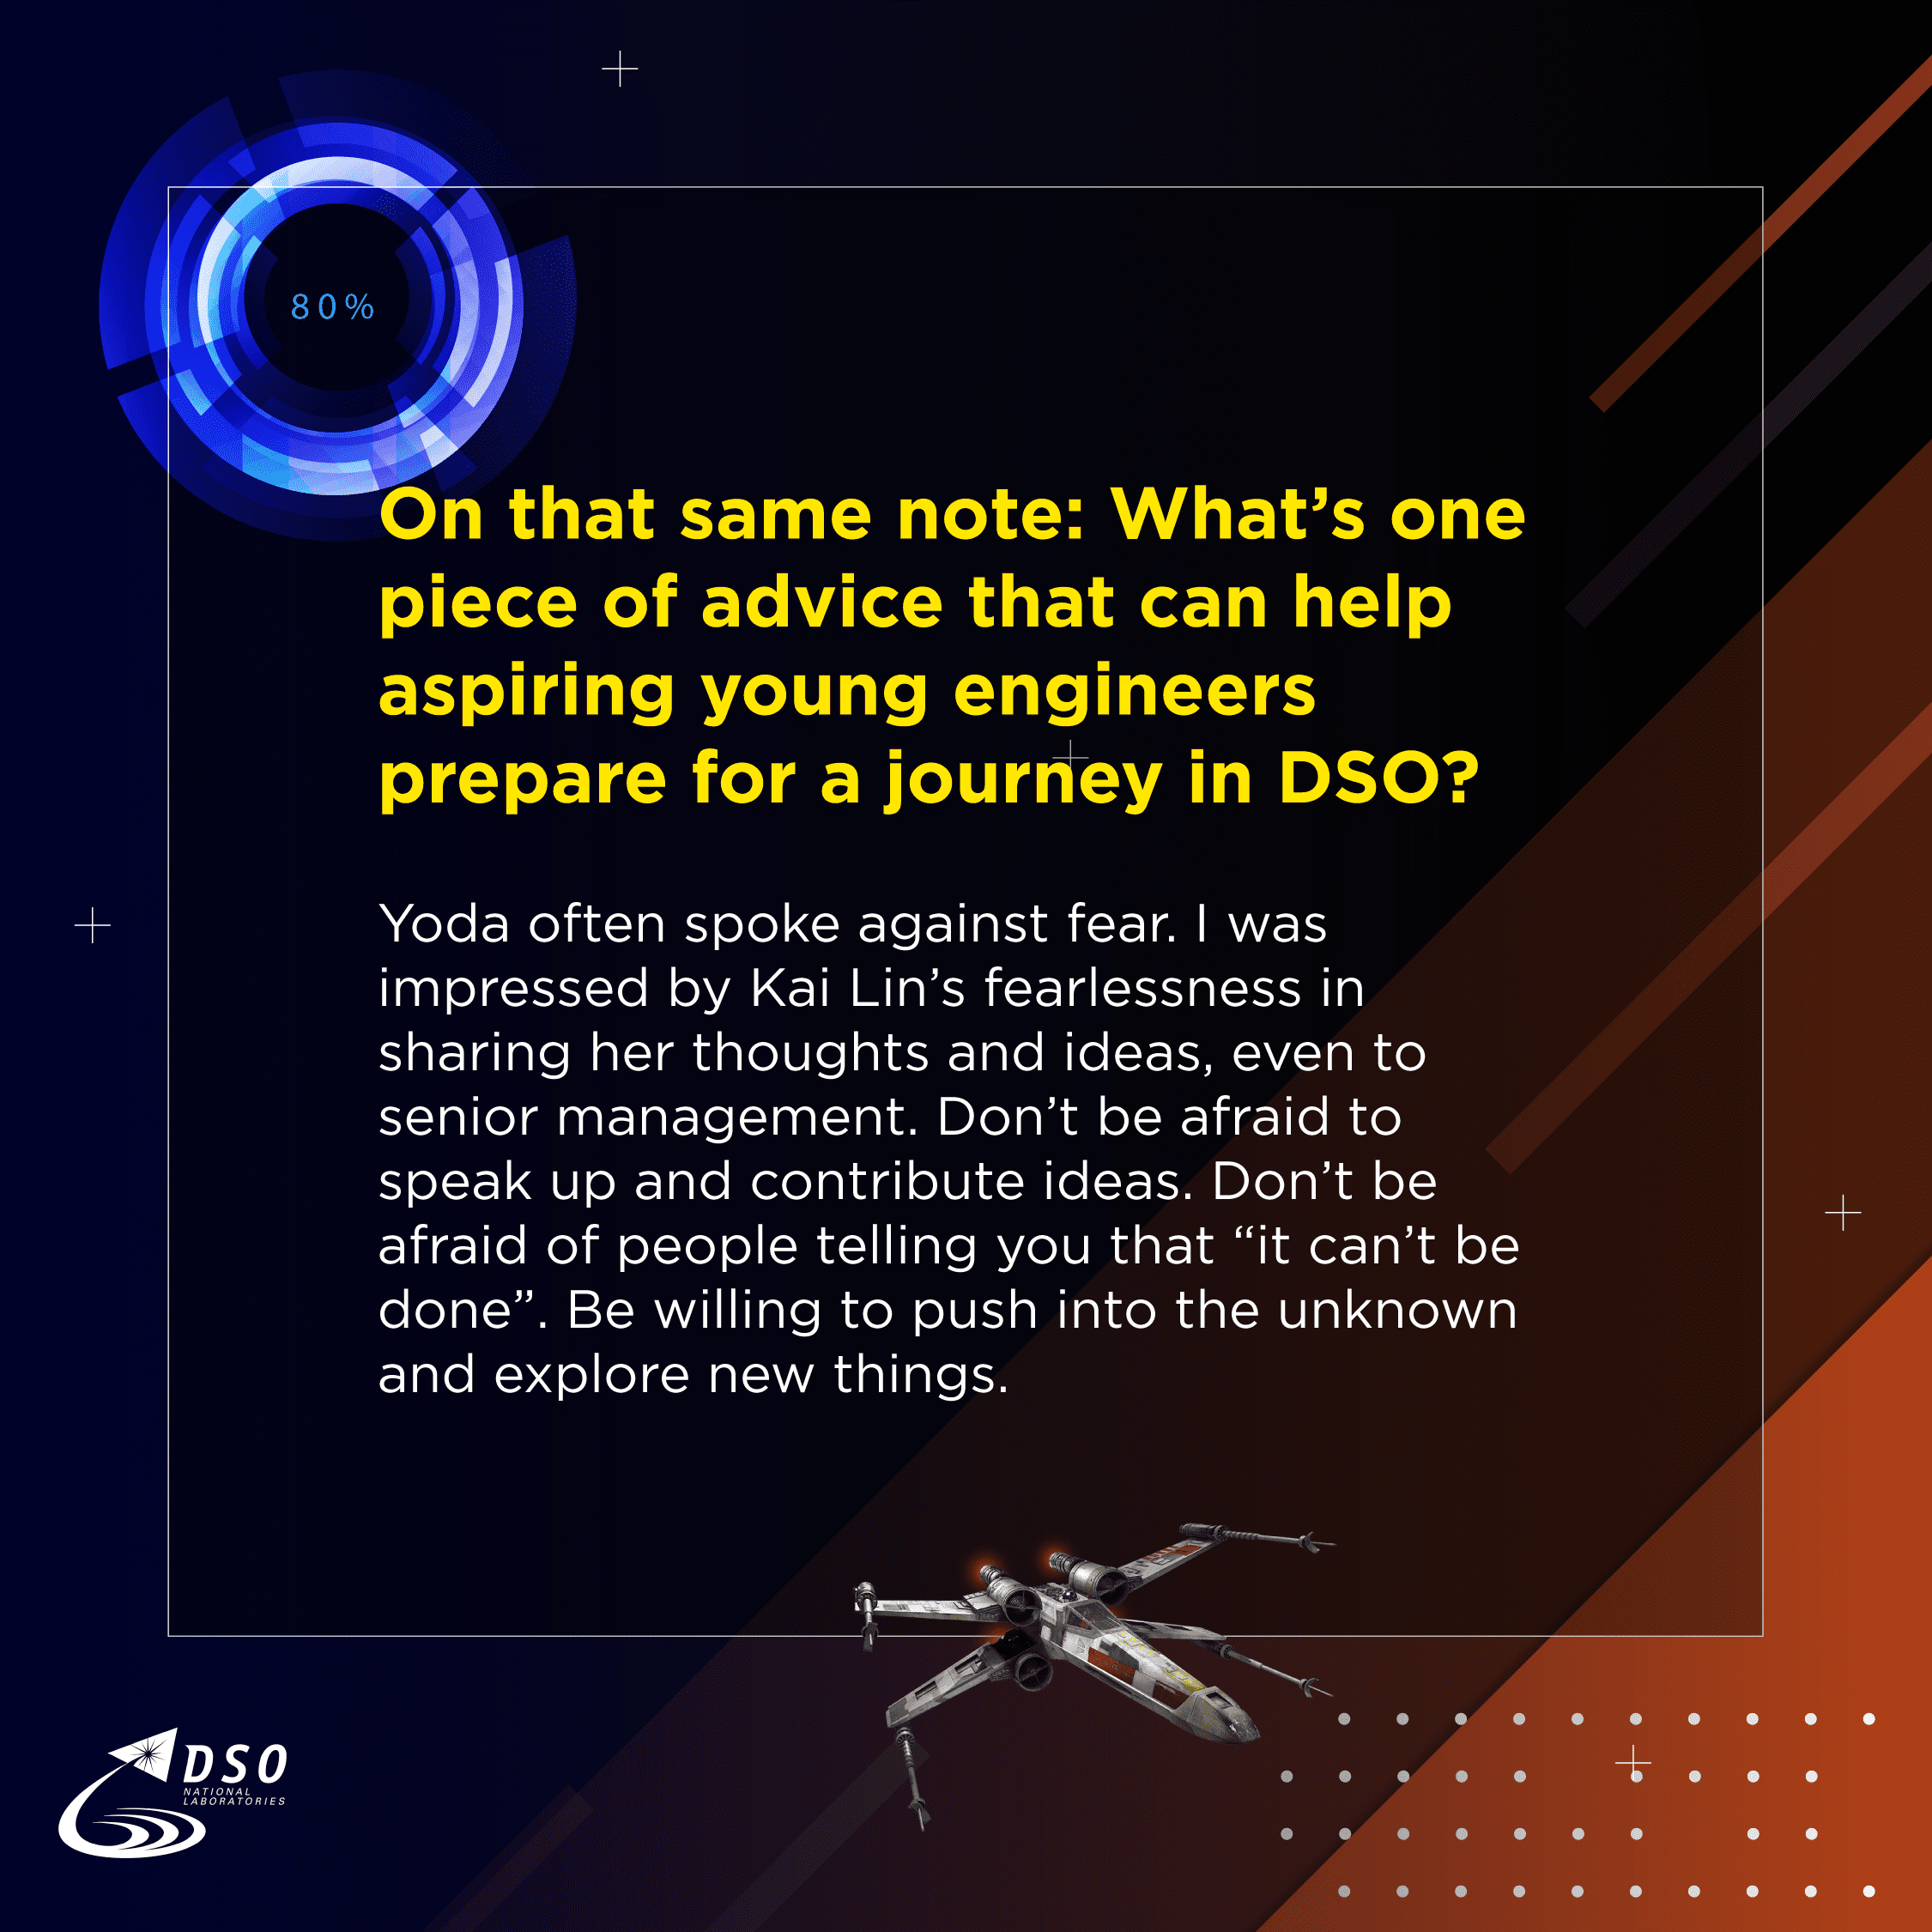 80%
On that same note: What’s one
piece of advice that can help
aspiring young engineers
prepare for a journey in DSO?
Yoda often spoke against fear. I was
impressed by Kai Lin’s fearlessness in
sharing her thoughts and ideas, even to
senior management. Don’t be afraid to
speak up and contribute ideas. Don’t be
afraid of people telling you that “it can’t be
done”. Be willing to push into the unknown
and explore new things.
DSO
NATIONAL
LABORATORIES